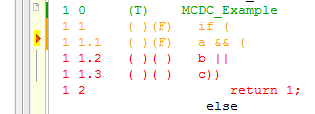 1 0 (T) MCDC_Example
1 1 ( )(F) if (
1 1.1 ( )(F) a && (
1 1.2 ( )( ) b ||
1 1.3 ( )( ) c))
1 2 return 1;
else